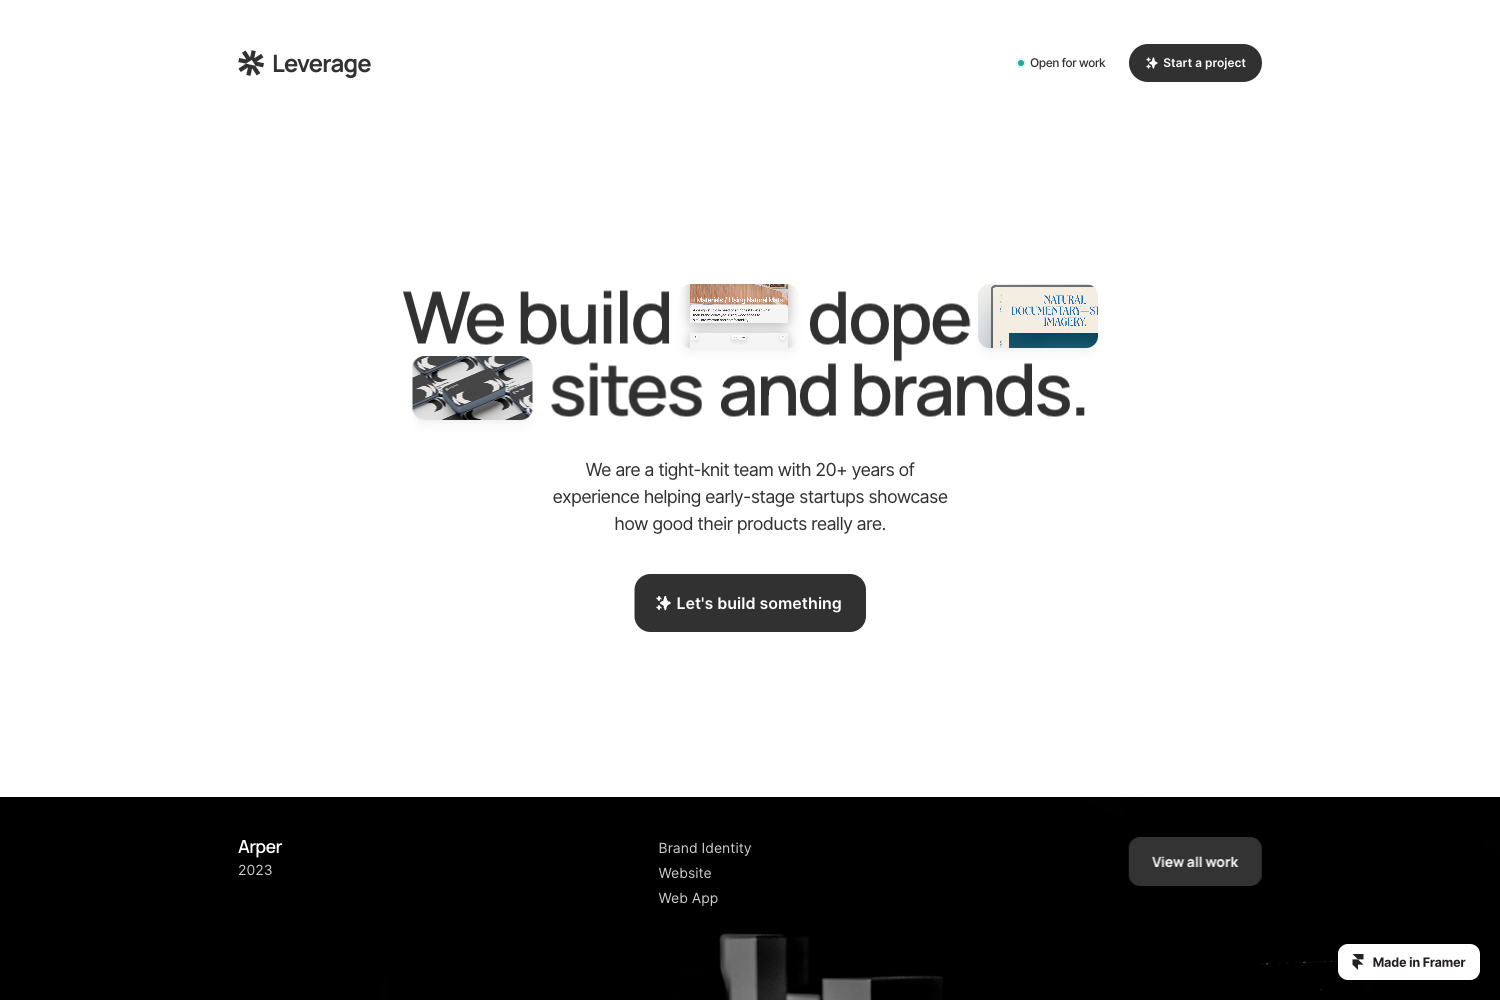 Leverage
Open for work
Start a project
We build dope
NATURAL
DOCUMENTARY—ST
IMAGERY.
sites and brands.
We are a tight-knit team with 20+ years of
experience helping early-stage startups showcase
how good their products really are.
Let's build something
Arper
2023
Brand Identity
Website
Web App
View all work
Made in Framer